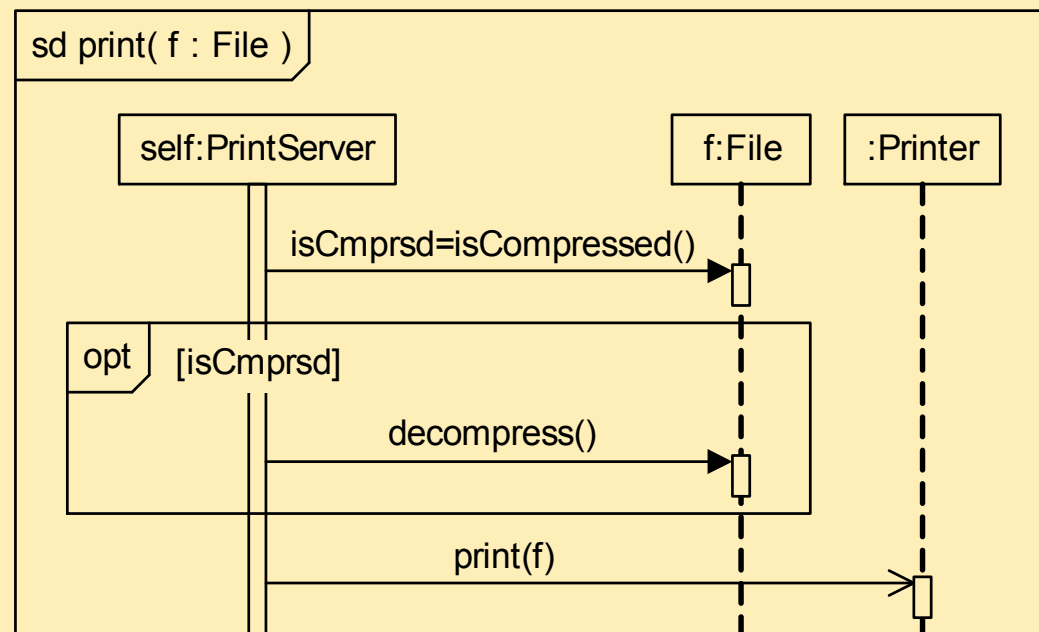 sd print( f : File )
self:PrintServer
f:File
:Printer
isCmprsd=isCompressed()
opt
[isCmprsd]
decompress()
print(f)